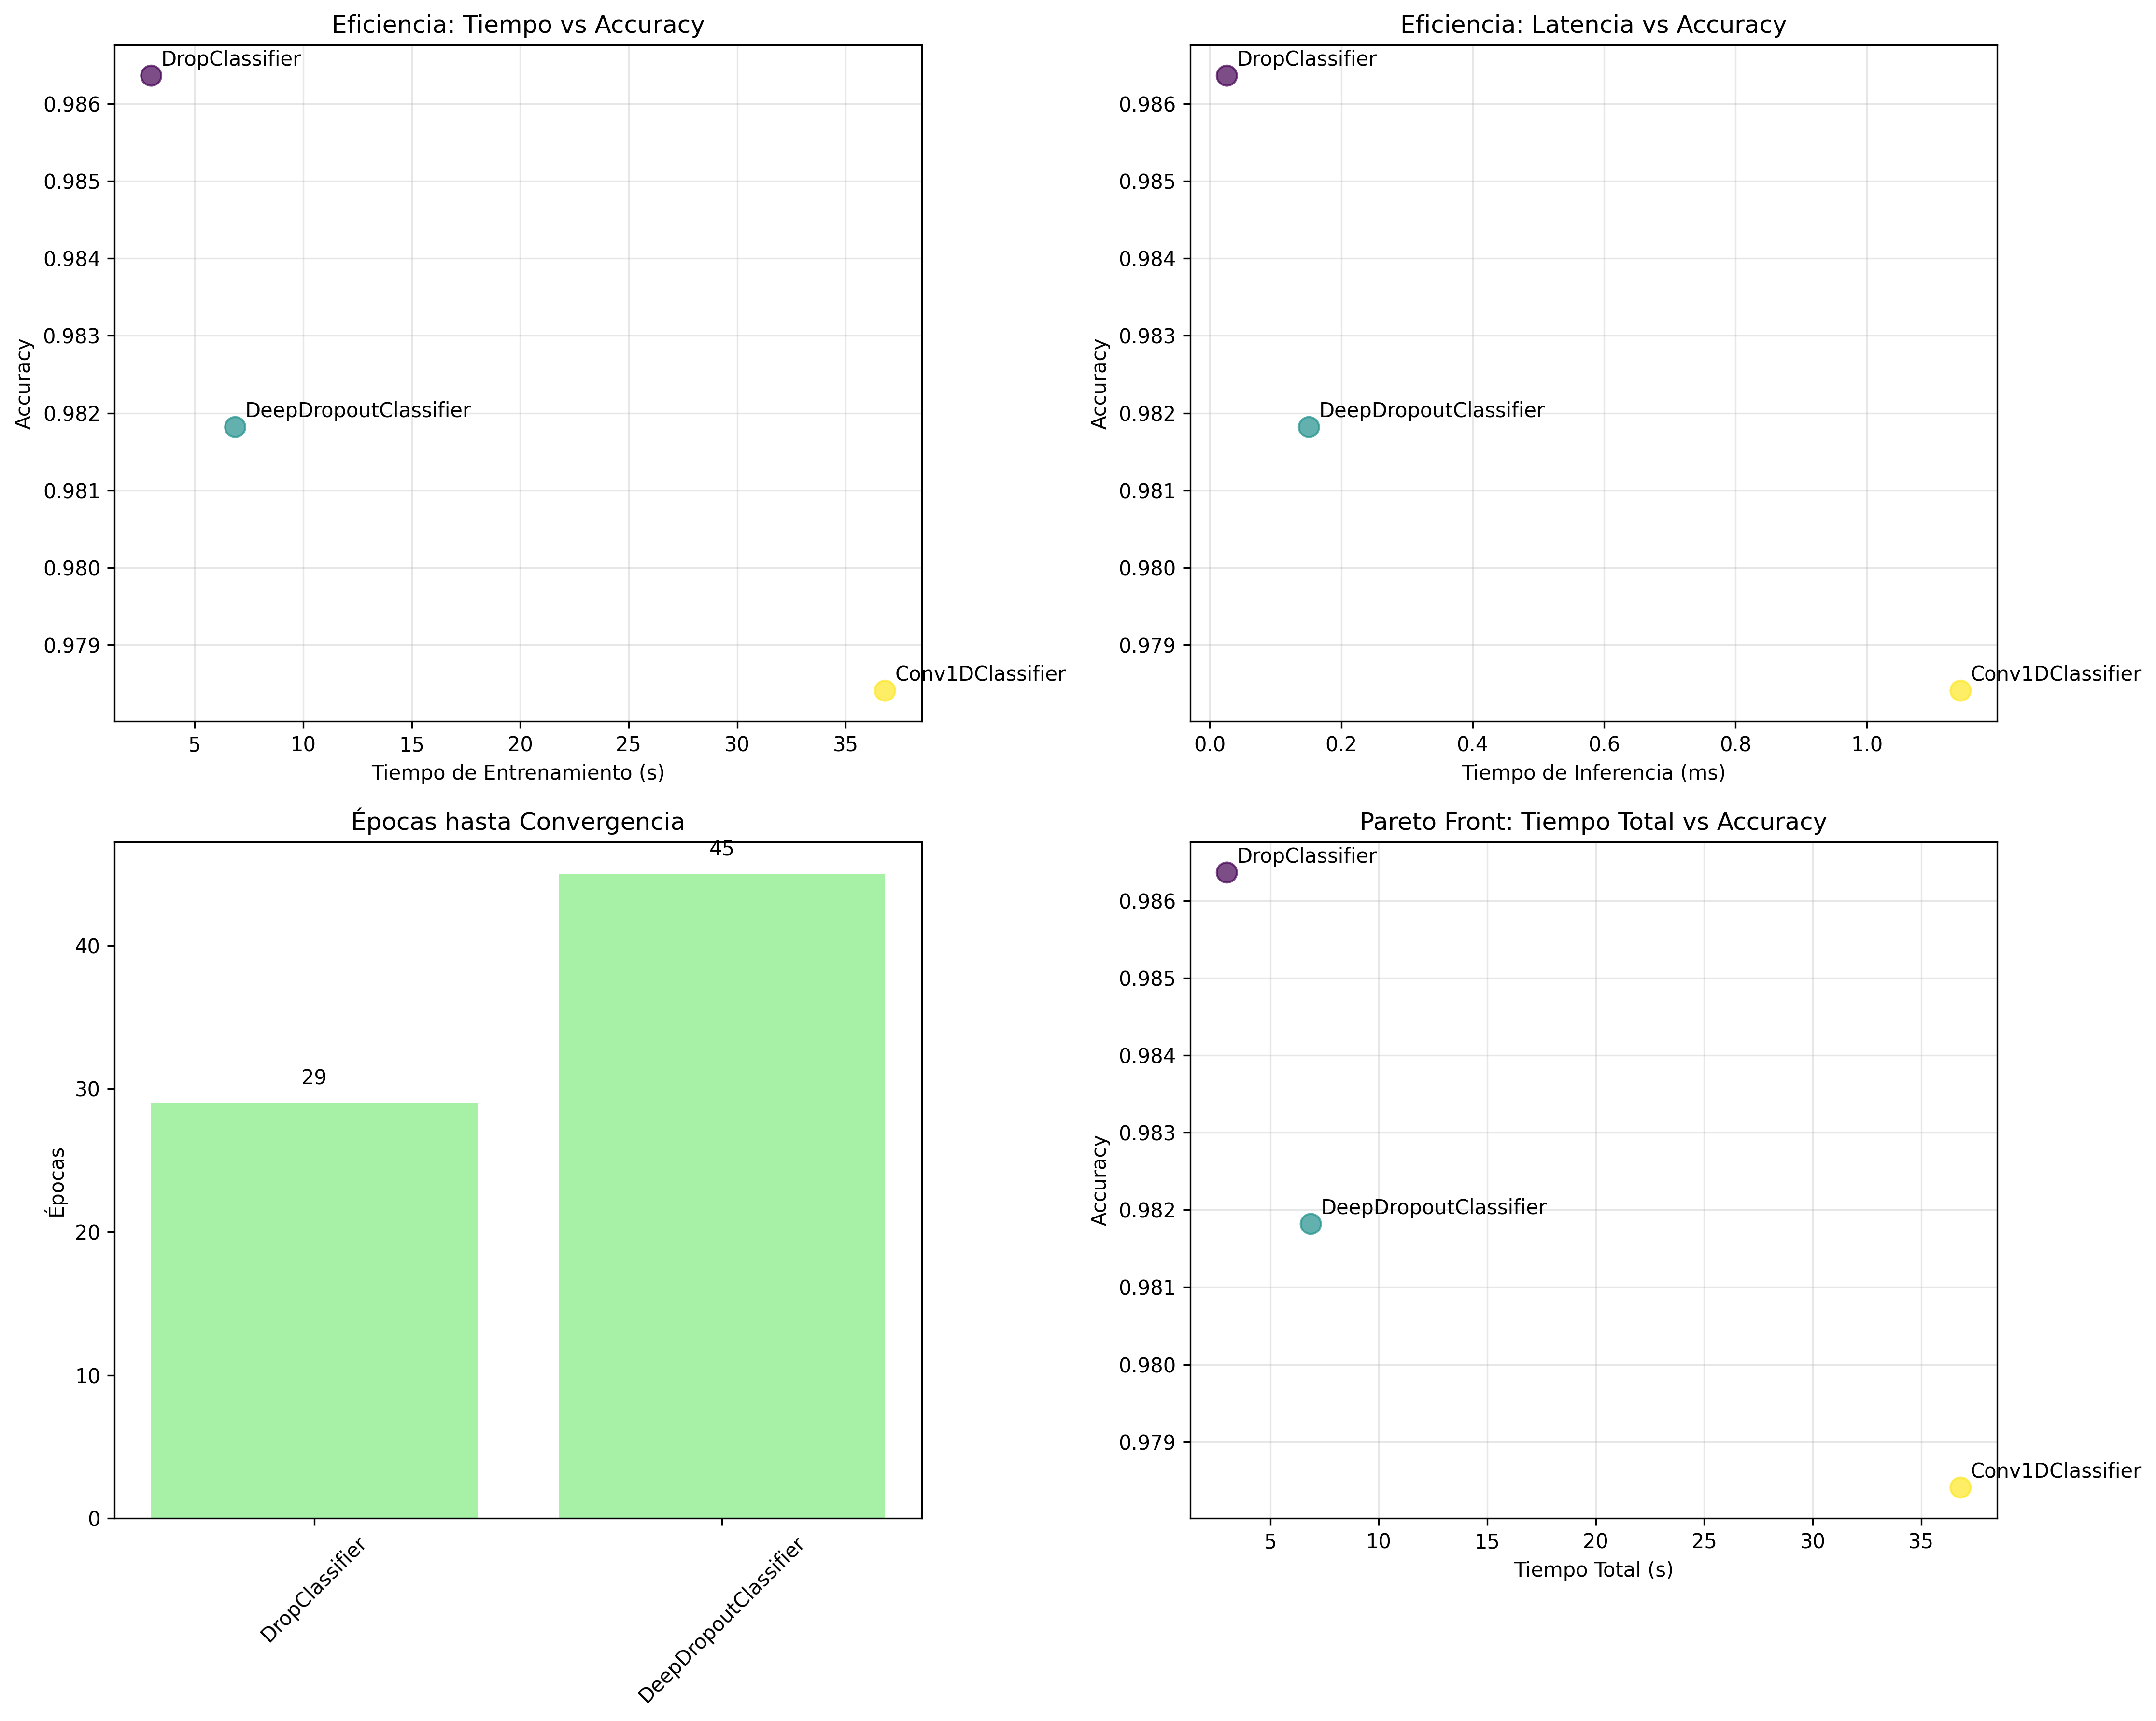 Eficiencia: Tiempo vs Accuracy
Accuracy
0.986
0.985
0.984
0.983
0.982
0.981
0.980
0.979
DropClassifier
DeepDropoutClassifier
Conv1DClassifier
5 10 15 20 25 30 35
Tiempo de Entrenamiento (s)
Eficiencia: Latencia vs Accuracy
Accuracy
0.986
0.985
0.984
0.983
0.982
0.981
0.980
0.979
DropClassifier
DeepDropoutClassifier
Conv1DClassifier
0.0 0.2 0.4 0.6 0.8 1.0
Tiempo de Inferencia (ms)
Épocas hasta Convergencia
Épocas
40
30
20
10
0
29
45
DropClassifier
DeepDropoutClassifier
Pareto Front: Tiempo Total vs Accuracy
Accuracy
0.986
0.985
0.984
0.983
0.982
0.981
0.980
0.979
DropClassifier
DeepDropoutClassifier
Conv1DClassifier
5 10 15 20 25 30 35
Tiempo Total (s)